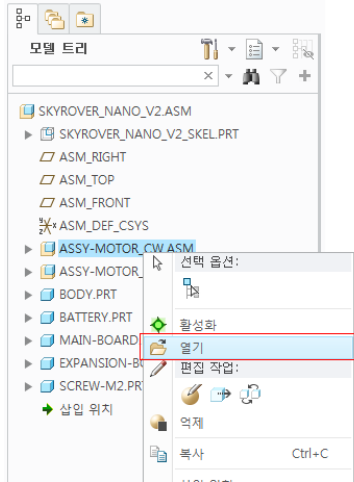 모델 트리
SKYROVER_NANO_V2.ASM
SKYROVER_NANO_V2_SKEL.PRT
ASM_RIGHT
ASM_TOP
ASM_FRONT
ASM_DEF_CSYS
ASSY-MOTOR_CW.ASM
ASSY-MOTOR_
BODY.PRT
BATTERY.PRT
MAIN-BOARD
EXPANSION-B
SCREW-M2.PR
삽입 위치
선택 옵션:
활성화
열기
편집 작업:
억제
복사 Ctrl+C